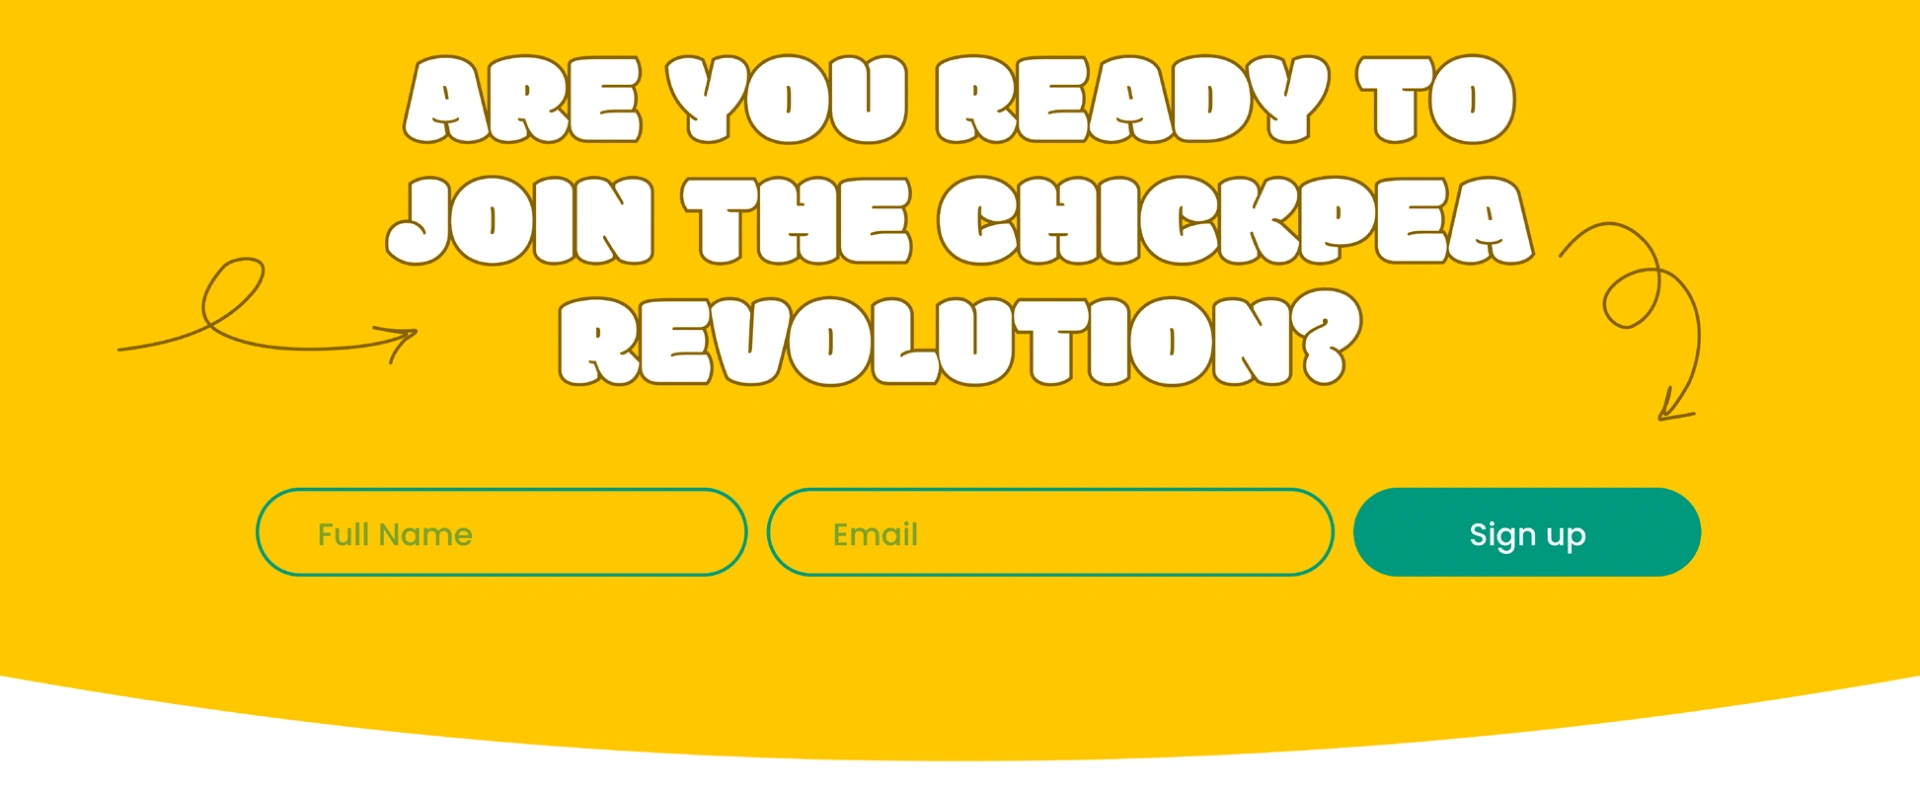 ARE YOU READY TO
JOIN THE CHICKPEA
REVOLUTION?
Full Name
Email
Sign up